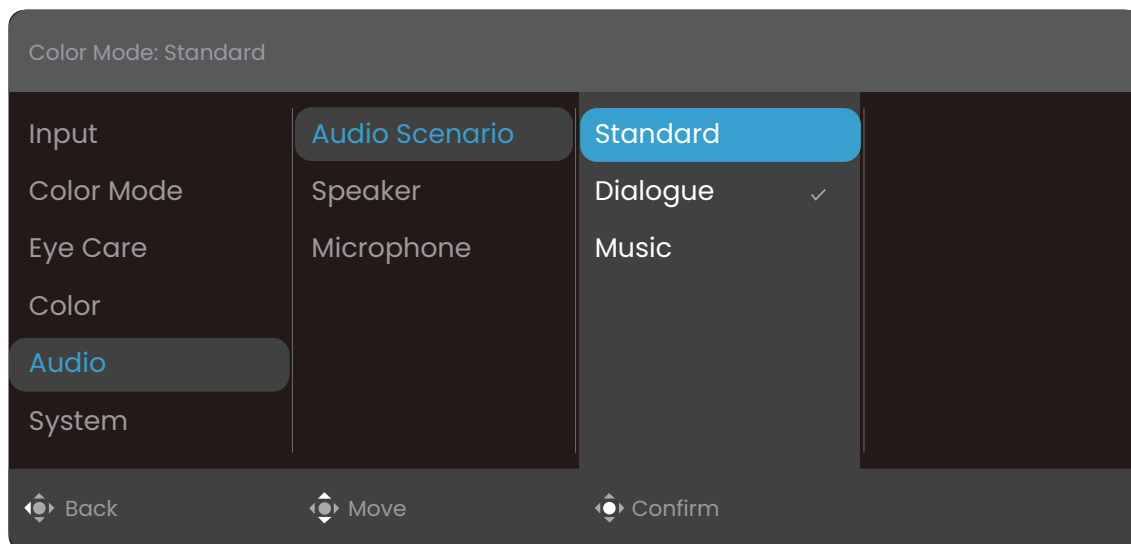 Color Mode: Standard
Input
Color Mode
Eye Care
Color
Audio
System
Audio Scenario
Speaker
Microphone
Standard
Dialogue
Music
Back
Move
Confirm